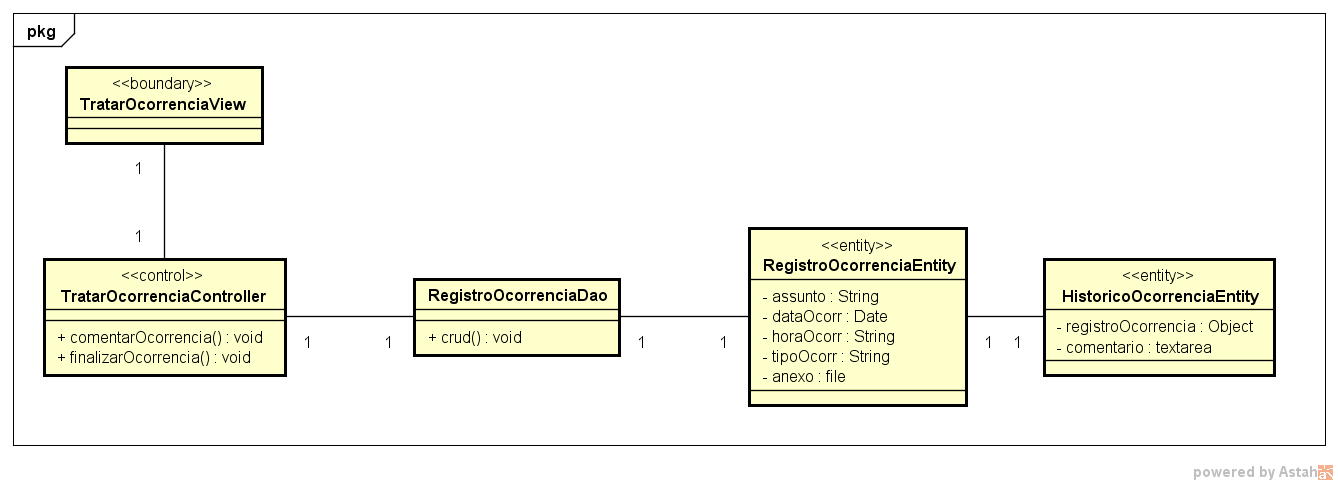 pkg
<<boundary>>
TratarOcorrenciaView
1
1
<<control>>
TratarOcorrenciaController
+ comentarOcorrencia() : void
+ finalizarOcorrencia() : void
1
1
RegistroOcorrenciaDao
+ crud() : void
1
1
<<entity>>
RegistroOcorrenciaEntity
- assunto : String
- dataOcorr : Date
- horaOcorr : String
- tipoOcorr : String
- anexo : file
1
1
<<entity>>
HistoricoOcorrenciaEntity
- registroOcorrencia : Object
- comentario : textarea
powered by Astah